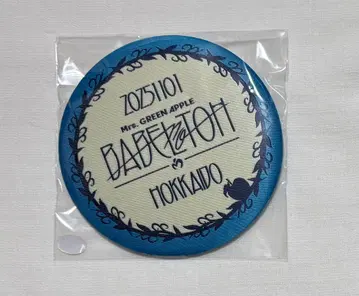 20251101
Mrs. GREEN APPLE
BABEL no TOH
HOKKAIDO